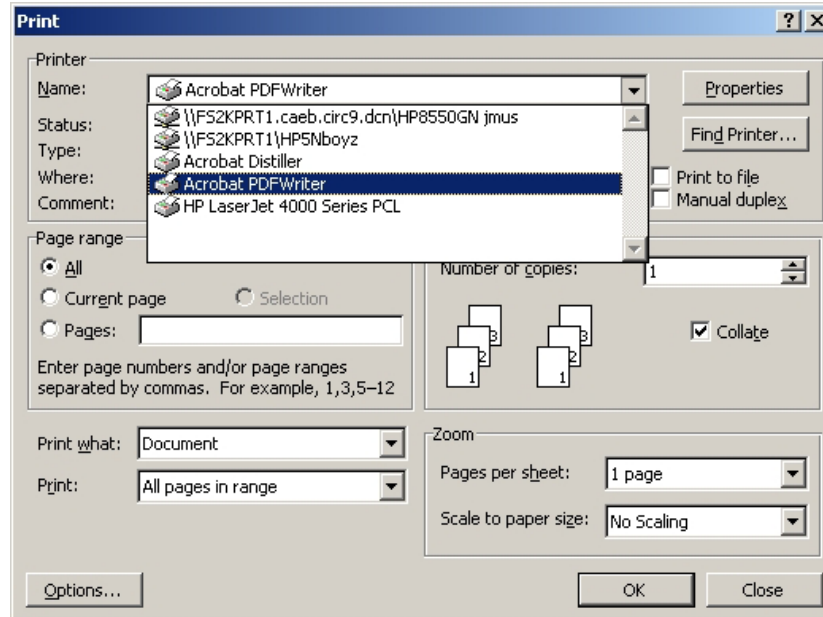 Print
Printer
Name:
Acrobat PDFWriter
Properties
\\FS2KPRT1.caeb.circ9.dcn\HP8550GN jmus
\\FS2KPRT1\HP5Nboyz
Acrobat Distiller
Acrobat PDFWriter
HP LaserJet 4000 Series PCL
Status:
Type:
Where:
Comment:
Find Printer...
Print to file
Manual duplex
Page range
All
Current page
Selection
Pages:
Enter page numbers and/or page ranges
separated by commas. For example, 1,3,5–12
Number of copies:
1
3
2
1
3
2
1
Collate
Print what:
Document
Print:
All pages in range
Zoom
Pages per sheet:
1 page
Scale to paper size:
No Scaling
Options...
OK
Close